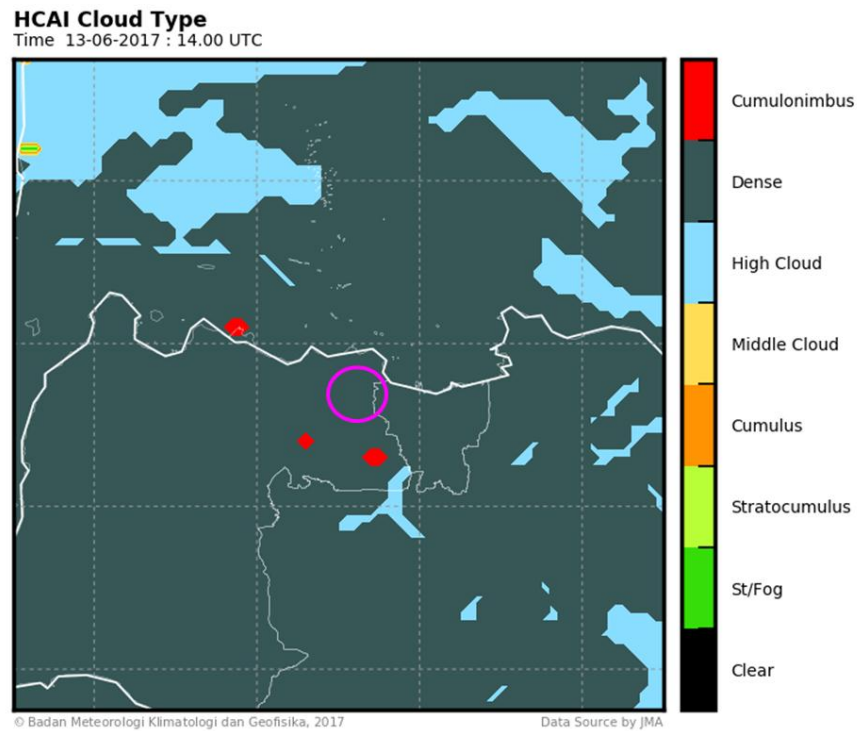 HCAI Cloud Type
Time 13-06-2017 : 14.00 UTC
Cumulonimbus
Dense
High Cloud
Middle Cloud
Cumulus
Stratocumulus
St/Fog
Clear
© Badan Meteorologi Klimatologi dan Geofisika, 2017
Data Source by JMA